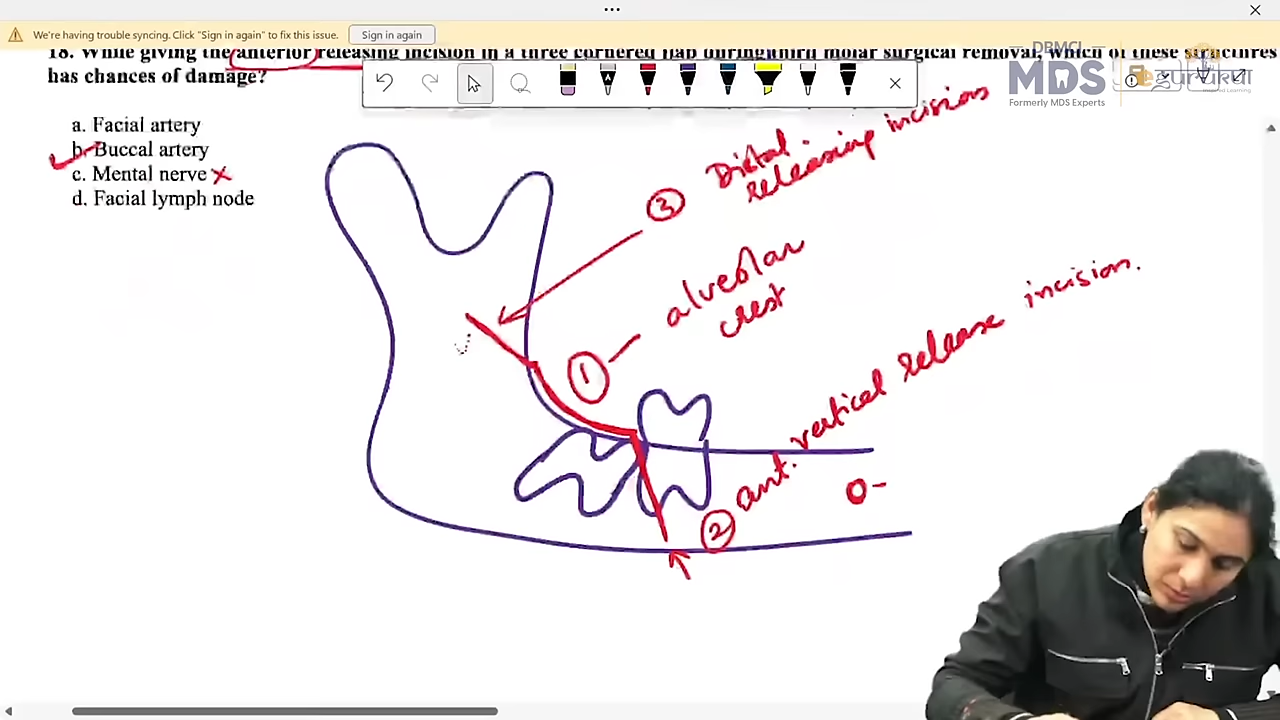 We're having trouble syncing. Click "Sign in again" to fix this issue.
Sign in again
18. While giving the anterior releasing incision in a three cornered flap during third molar surgical removal, which of these structures
has chances of damage?
DBMCI
MDS
eGurukul
Formerly MDS Experts
a. Facial artery
b. Buccal artery
c. Mental nerve
d. Facial lymph node
3 Distal
releasing incision
1 alveolar
crest
2 ant. vertical release incision.